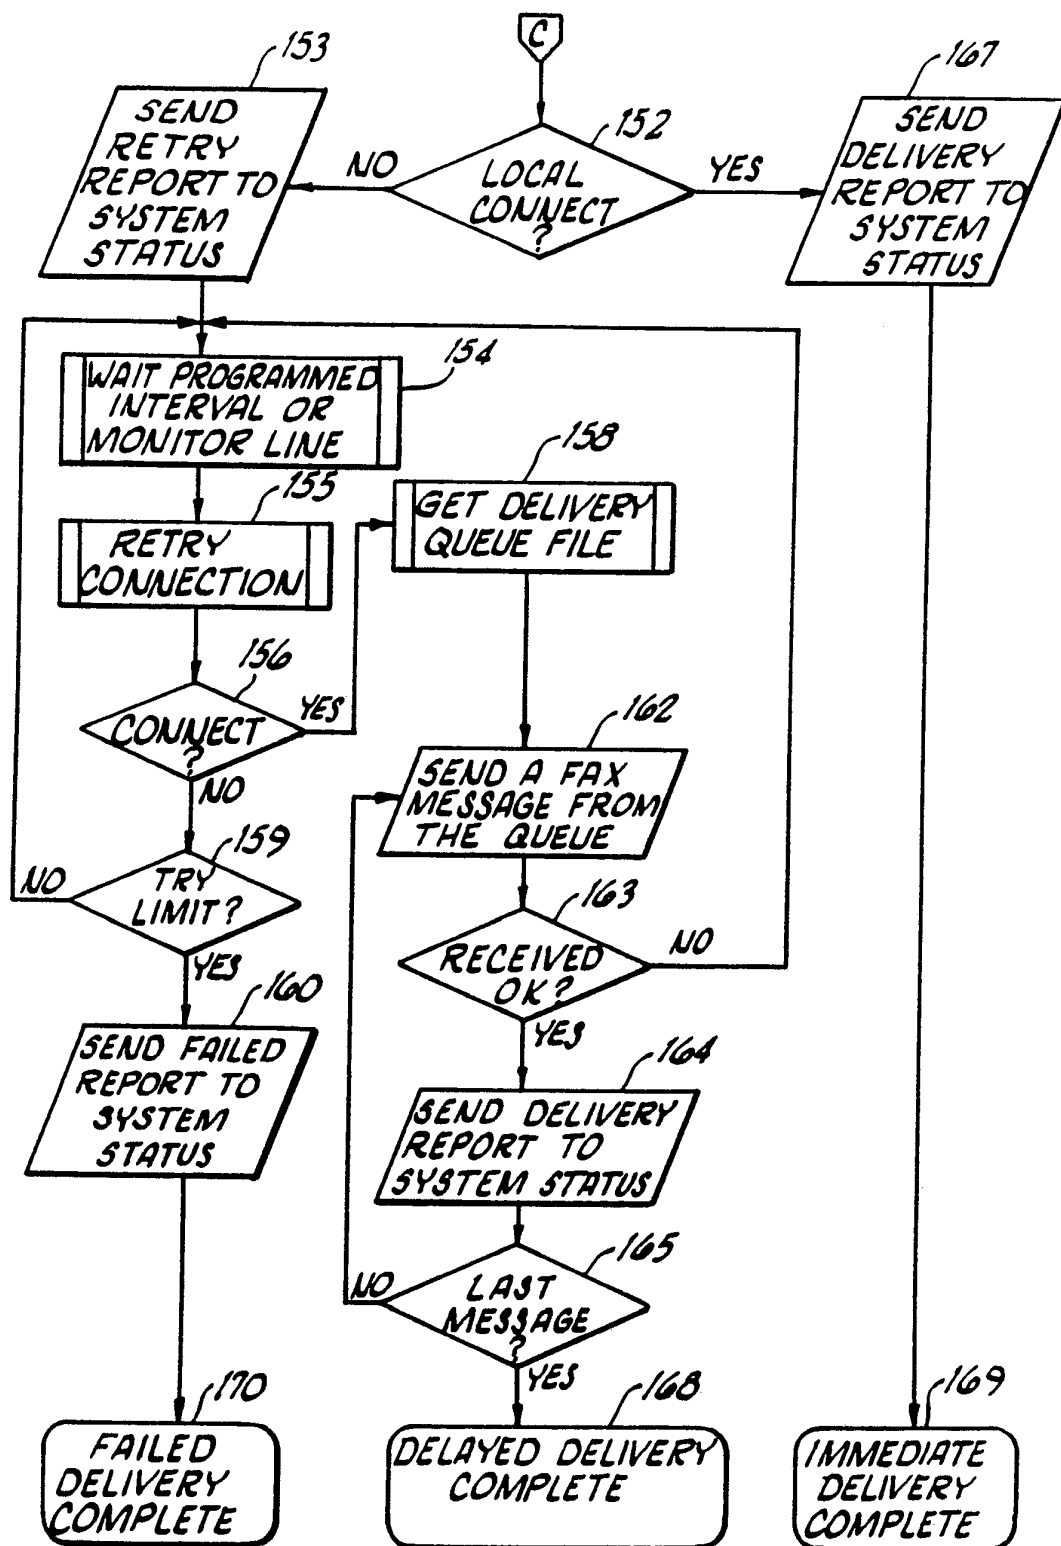 C
153
SEND
RETRY
REPORT TO
SYSTEM
STATUS
NO
152
LOCAL
CONNECT
?
YES
167
SEND
DELIVERY
REPORT TO
SYSTEM
STATUS
154
WAIT PROGRAMMED
INTERVAL OR
MONITOR LINE
155
RETRY
CONNECTION
158
GET DELIVERY
QUEUE FILE
156
CONNECT
?
YES
NO
159
TRY
LIMIT?
NO
YES
160
SEND FAILED
REPORT TO
SYSTEM
STATUS
162
SEND A FAX
MESSAGE FROM
THE QUEUE
163
RECEIVED
OK?
NO
YES
164
SEND DELIVERY
REPORT TO
SYSTEM STATUS
165
LAST
MESSAGE
?
NO
YES
170
FAILED
DELIVERY
COMPLETE
168
DELAYED DELIVERY
COMPLETE
169
IMMEDIATE
DELIVERY
COMPLETE